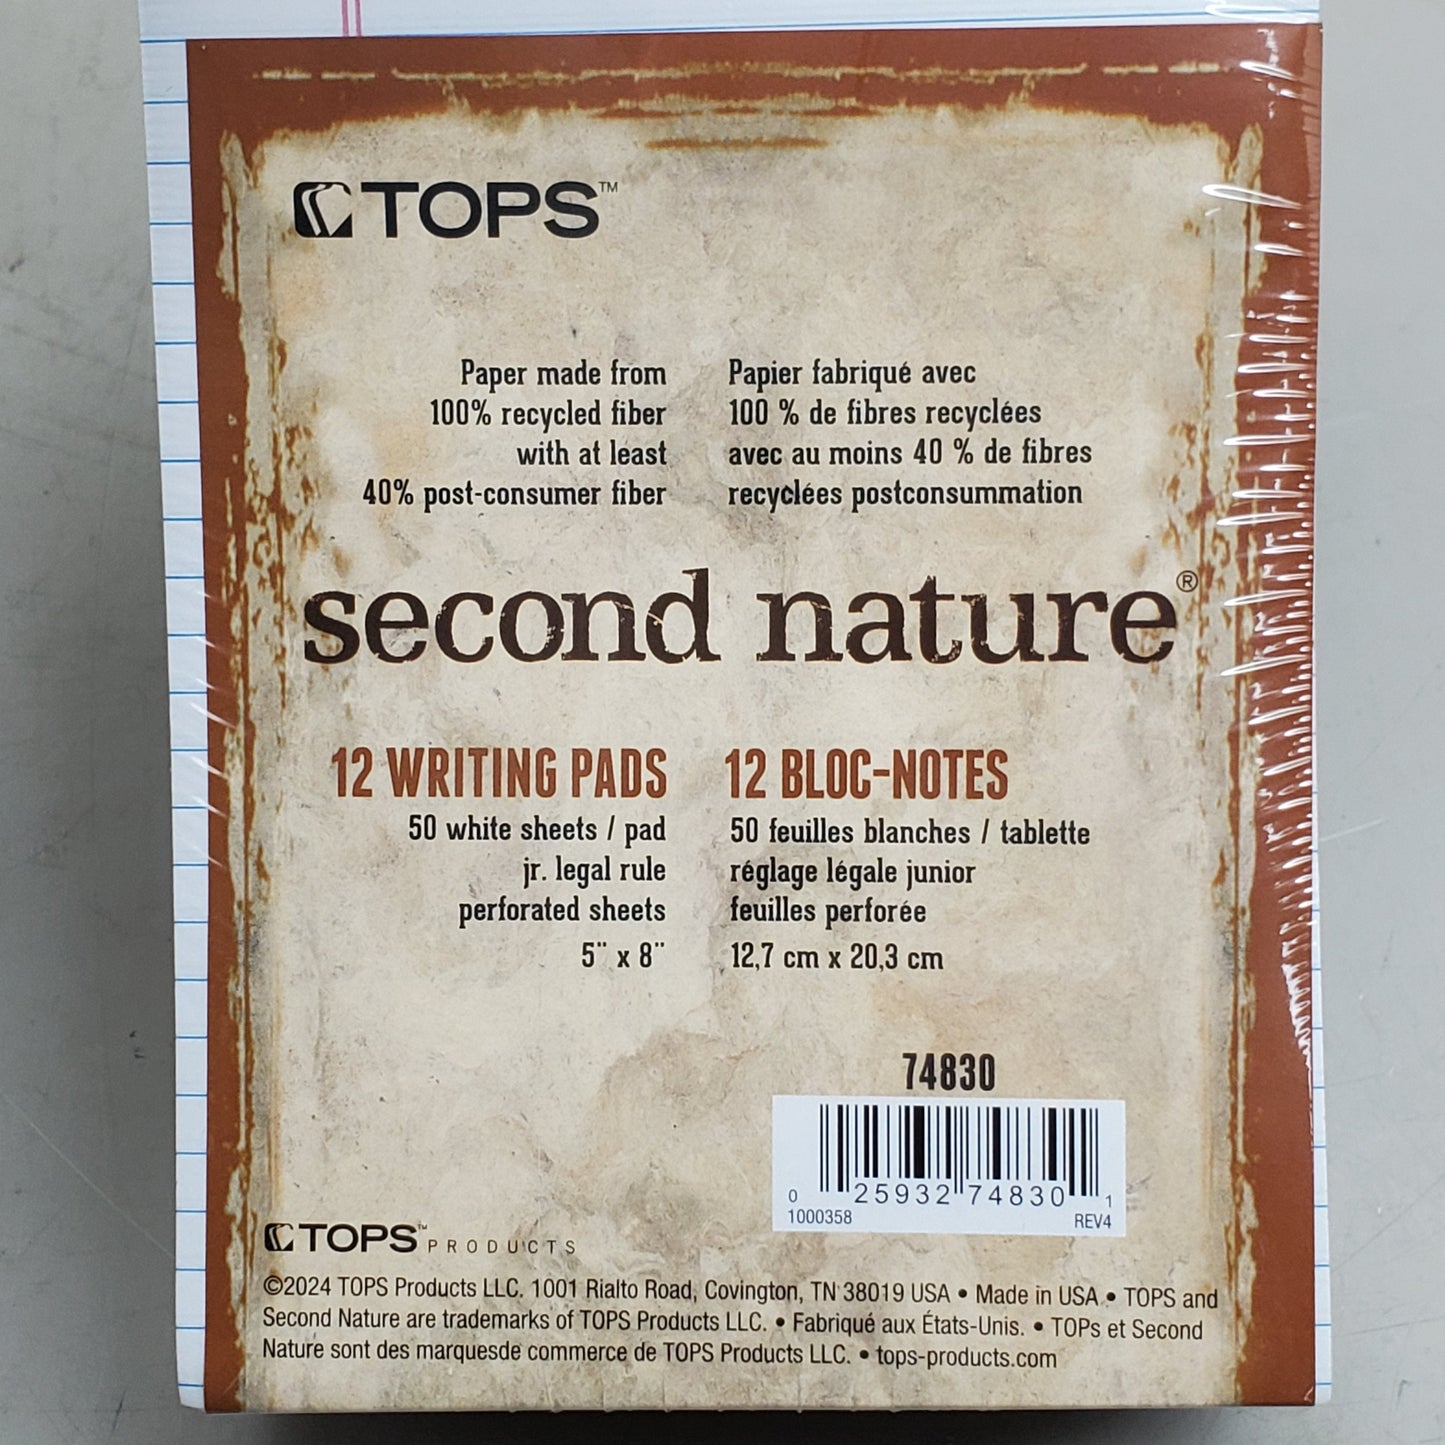 TOPS™
Paper made from
100% recycled fiber
with at least
40% post-consumer fiber
Papier fabriqué avec
100 % de fibres recyclées
avec au moins 40 % de fibres
recyclées postconsummation
second nature®
12 WRITING PADS
50 white sheets / pad
jr. legal rule
perforated sheets
5" x 8"
12 BLOC-NOTES
50 feuilles blanches / tablette
réglage légale junior
feuilles perforée
12,7 cm x 20,3 cm
74830
0 25932 74830 1
1000358 REV4
TOPS™ PRODUCTS
©2024 TOPS Products LLC. 1001 Rialto Road, Covington, TN 38019 USA • Made in USA • TOPS and
Second Nature are trademarks of TOPS Products LLC. • Fabriqué aux États-Unis. • TOPs et Second
Nature sont des marquesde commerce de TOPS Products LLC. • tops-products.com